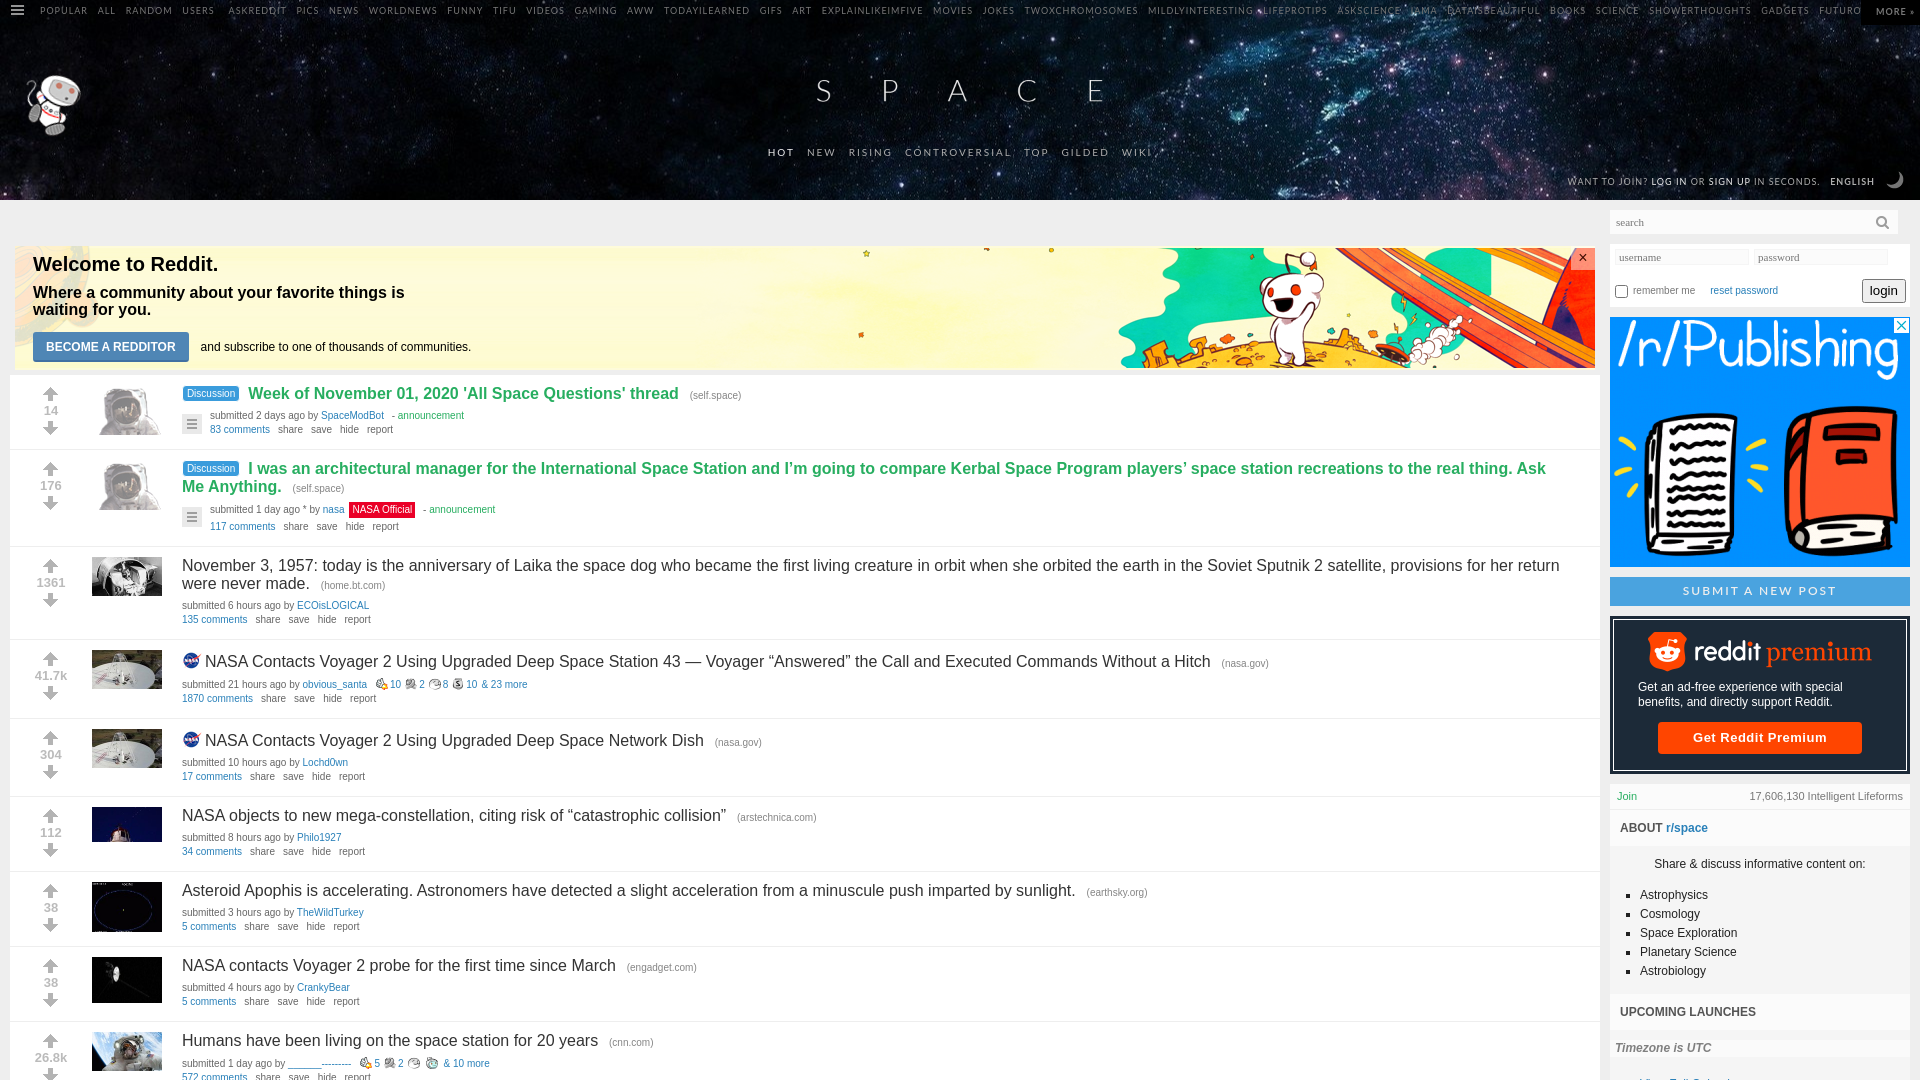 POPULAR ALL RANDOM USERS ASKREDDIT PICS NEWS WORLDNEWS FUNNY TIFU VIDEOS GAMING AWW TODAYILEARNED GIFS ART EXPLAINLIKEIMFIVE MOVIES JOKES TWOXCHROMOSOMES MILDLYINTERESTING LIFEPROTIPS ASKSCIENCE IAMA DATAISBEAUTIFUL BOOKS SCIENCE SHOWERTHOUGHTS GADGETS FUTURO MORE »
S P A C E
HOT NEW RISING CONTROVERSIAL TOP GILDED WIKI
WANT TO JOIN? LOG IN OR SIGN UP IN SECONDS. ENGLISH
search
Welcome to Reddit.
Where a community about your favorite things is
waiting for you.
BECOME A REDDITOR and subscribe to one of thousands of communities.
×
username password
remember me reset password login
/r/Publishing
SUBMIT A NEW POST
reddit premium
Get an ad-free experience with special
benefits, and directly support Reddit.
Get Reddit Premium
Join 17,606,130 Intelligent Lifeforms
ABOUT r/space
Share & discuss informative content on:
Astrophysics
Cosmology
Space Exploration
Planetary Science
Astrobiology
UPCOMING LAUNCHES
Timezone is UTC
14
Discussion Week of November 01, 2020 'All Space Questions' thread (self.space)
submitted 2 days ago by SpaceModBot - announcement
83 comments share save hide report
176
Discussion I was an architectural manager for the International Space Station and I’m going to compare Kerbal Space Program players’ space station recreations to the real thing. Ask
Me Anything. (self.space)
submitted 1 day ago * by nasa NASA Official - announcement
117 comments share save hide report
1361
November 3, 1957: today is the anniversary of Laika the space dog who became the first living creature in orbit when she orbited the earth in the Soviet Sputnik 2 satellite, provisions for her return
were never made. (home.bt.com)
submitted 6 hours ago by ECOisLOGICAL
135 comments share save hide report
41.7k
NASA Contacts Voyager 2 Using Upgraded Deep Space Station 43 — Voyager “Answered” the Call and Executed Commands Without a Hitch (nasa.gov)
submitted 21 hours ago by obvious_santa 10 2 8 10 & 23 more
1870 comments share save hide report
304
NASA Contacts Voyager 2 Using Upgraded Deep Space Network Dish (nasa.gov)
submitted 10 hours ago by Lochd0wn
17 comments share save hide report
112
NASA objects to new mega-constellation, citing risk of “catastrophic collision” (arstechnica.com)
submitted 8 hours ago by Philo1927
34 comments share save hide report
38
Asteroid Apophis is accelerating. Astronomers have detected a slight acceleration from a minuscule push imparted by sunlight. (earthsky.org)
submitted 3 hours ago by TheWildTurkey
5 comments share save hide report
38
NASA contacts Voyager 2 probe for the first time since March (engadget.com)
submitted 4 hours ago by CrankyBear
5 comments share save hide report
26.8k
Humans have been living on the space station for 20 years (cnn.com)
submitted 1 day ago by ______--------- 5 2 & 10 more
572 comments share save hide report